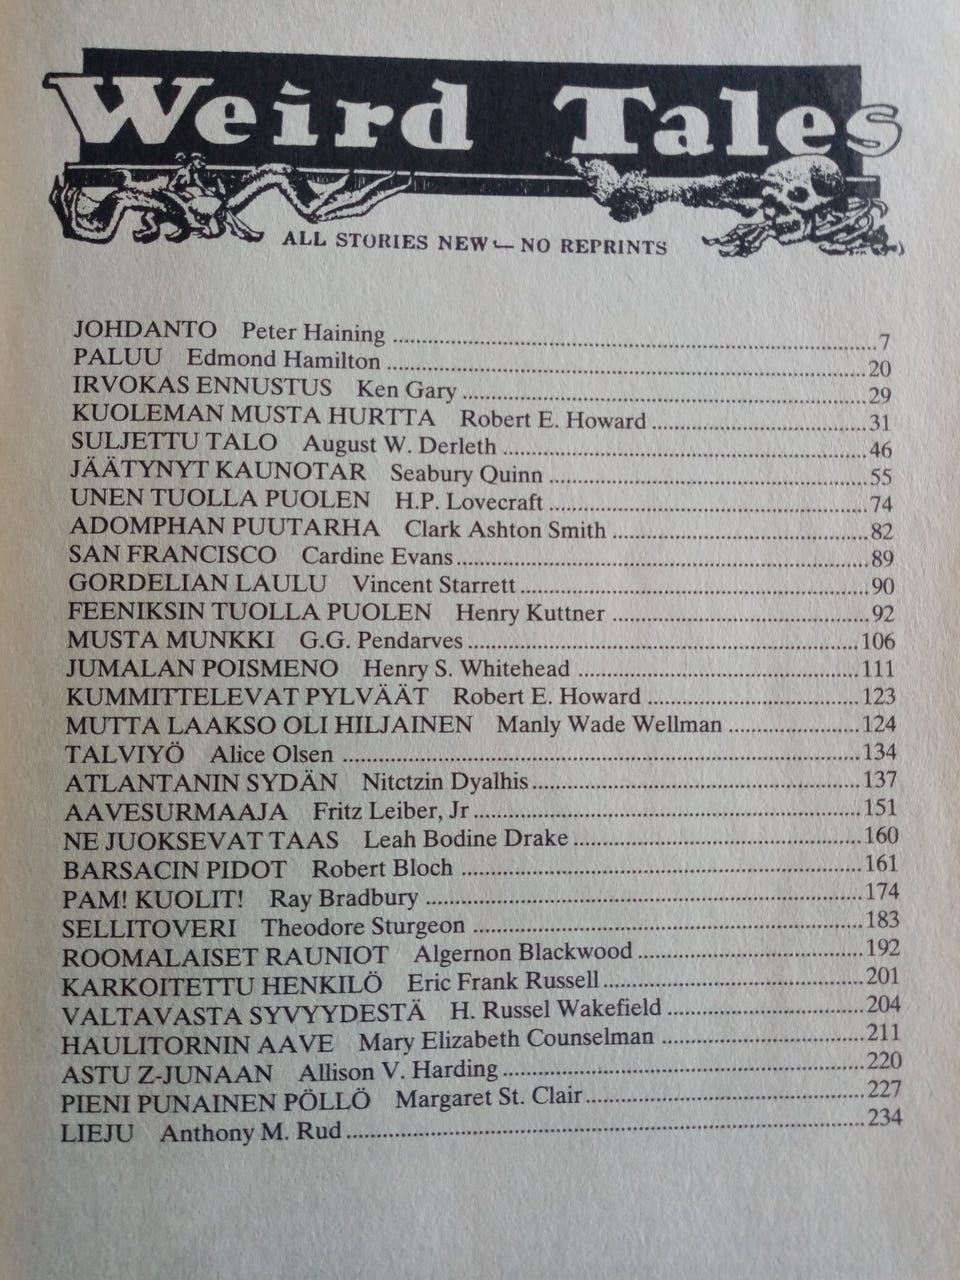 Weird Tales
ALL STORIES NEW — NO REPRINTS
JOHDANTO Peter Haining ........ 7
PALUU Edmond Hamilton ........ 20
IRVOKAS ENNUSTUS Ken Gary ........ 29
KUOLEMAN MUSTA HURTTA Robert E. Howard ........ 31
SULJETTU TALO August W. Derleth ........ 46
JÄÄTYNYT KAUNOTAR Seabury Quinn ........ 55
UNEN TUOLLA PUOLEN H.P. Lovecraft ........ 74
ADOMPHAN PUUTARHA Clark Ashton Smith ........ 82
SAN FRANCISCO Cardine Evans ........ 89
GORDELIAN LAULU Vincent Starrett ........ 90
FEENIKSIN TUOLLA PUOLEN Henry Kuttner ........ 92
MUSTA MUNKKI G.G. Pendarves ........ 106
JUMALAN POISMENO Henry S. Whitehead ........ 111
KUMMITTELEVAT PYLVÄÄT Robert E. Howard ........ 123
MUTTA LAAKSO OLI HILJAINEN Manly Wade Wellman ........ 124
TALVIYÖ Alice Olsen ........ 134
ATLANTANIN SYDÄN Nitctzin Dyalhis ........ 137
AAVESURMAAJA Fritz Leiber, Jr ........ 151
NE JUOKSEVAT TAAS Leah Bodine Drake ........ 160
BARSACIN PIDOT Robert Bloch ........ 161
PAM! KUOLIT! Ray Bradbury ........ 174
SELLITOVERI Theodore Sturgeon ........ 183
ROOMALAISET RAUNIOT Algernon Blackwood ........ 192
KARKOITETTU HENKILÖ Eric Frank Russell ........ 201
VALTAVASTA SYVYYDESTÄ H. Russel Wakefield ........ 204
HAULITORNIN AAVE Mary Elizabeth Counselman ........ 211
ASTU Z-JUNAAN Allison V. Harding ........ 220
PIENI PUNAINEN PÖLLÖ Margaret St. Clair ........ 227
LIEJU Anthony M. Rud ........ 234